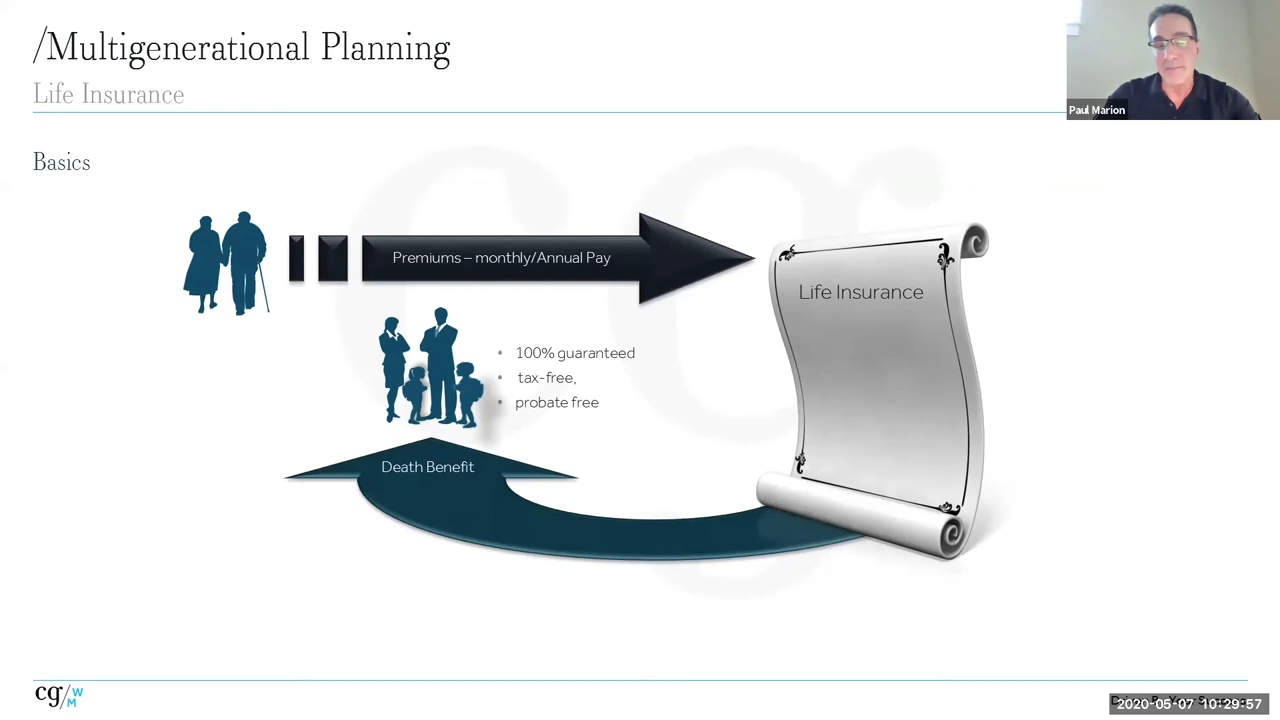 /Multigenerational Planning
Life Insurance
Paul Marion
Basics
Premiums – monthly/Annual Pay
Life Insurance
• 100% guaranteed
• tax-free,
• probate free
Death Benefit
cg/WM
2020-05-07 10:29:57